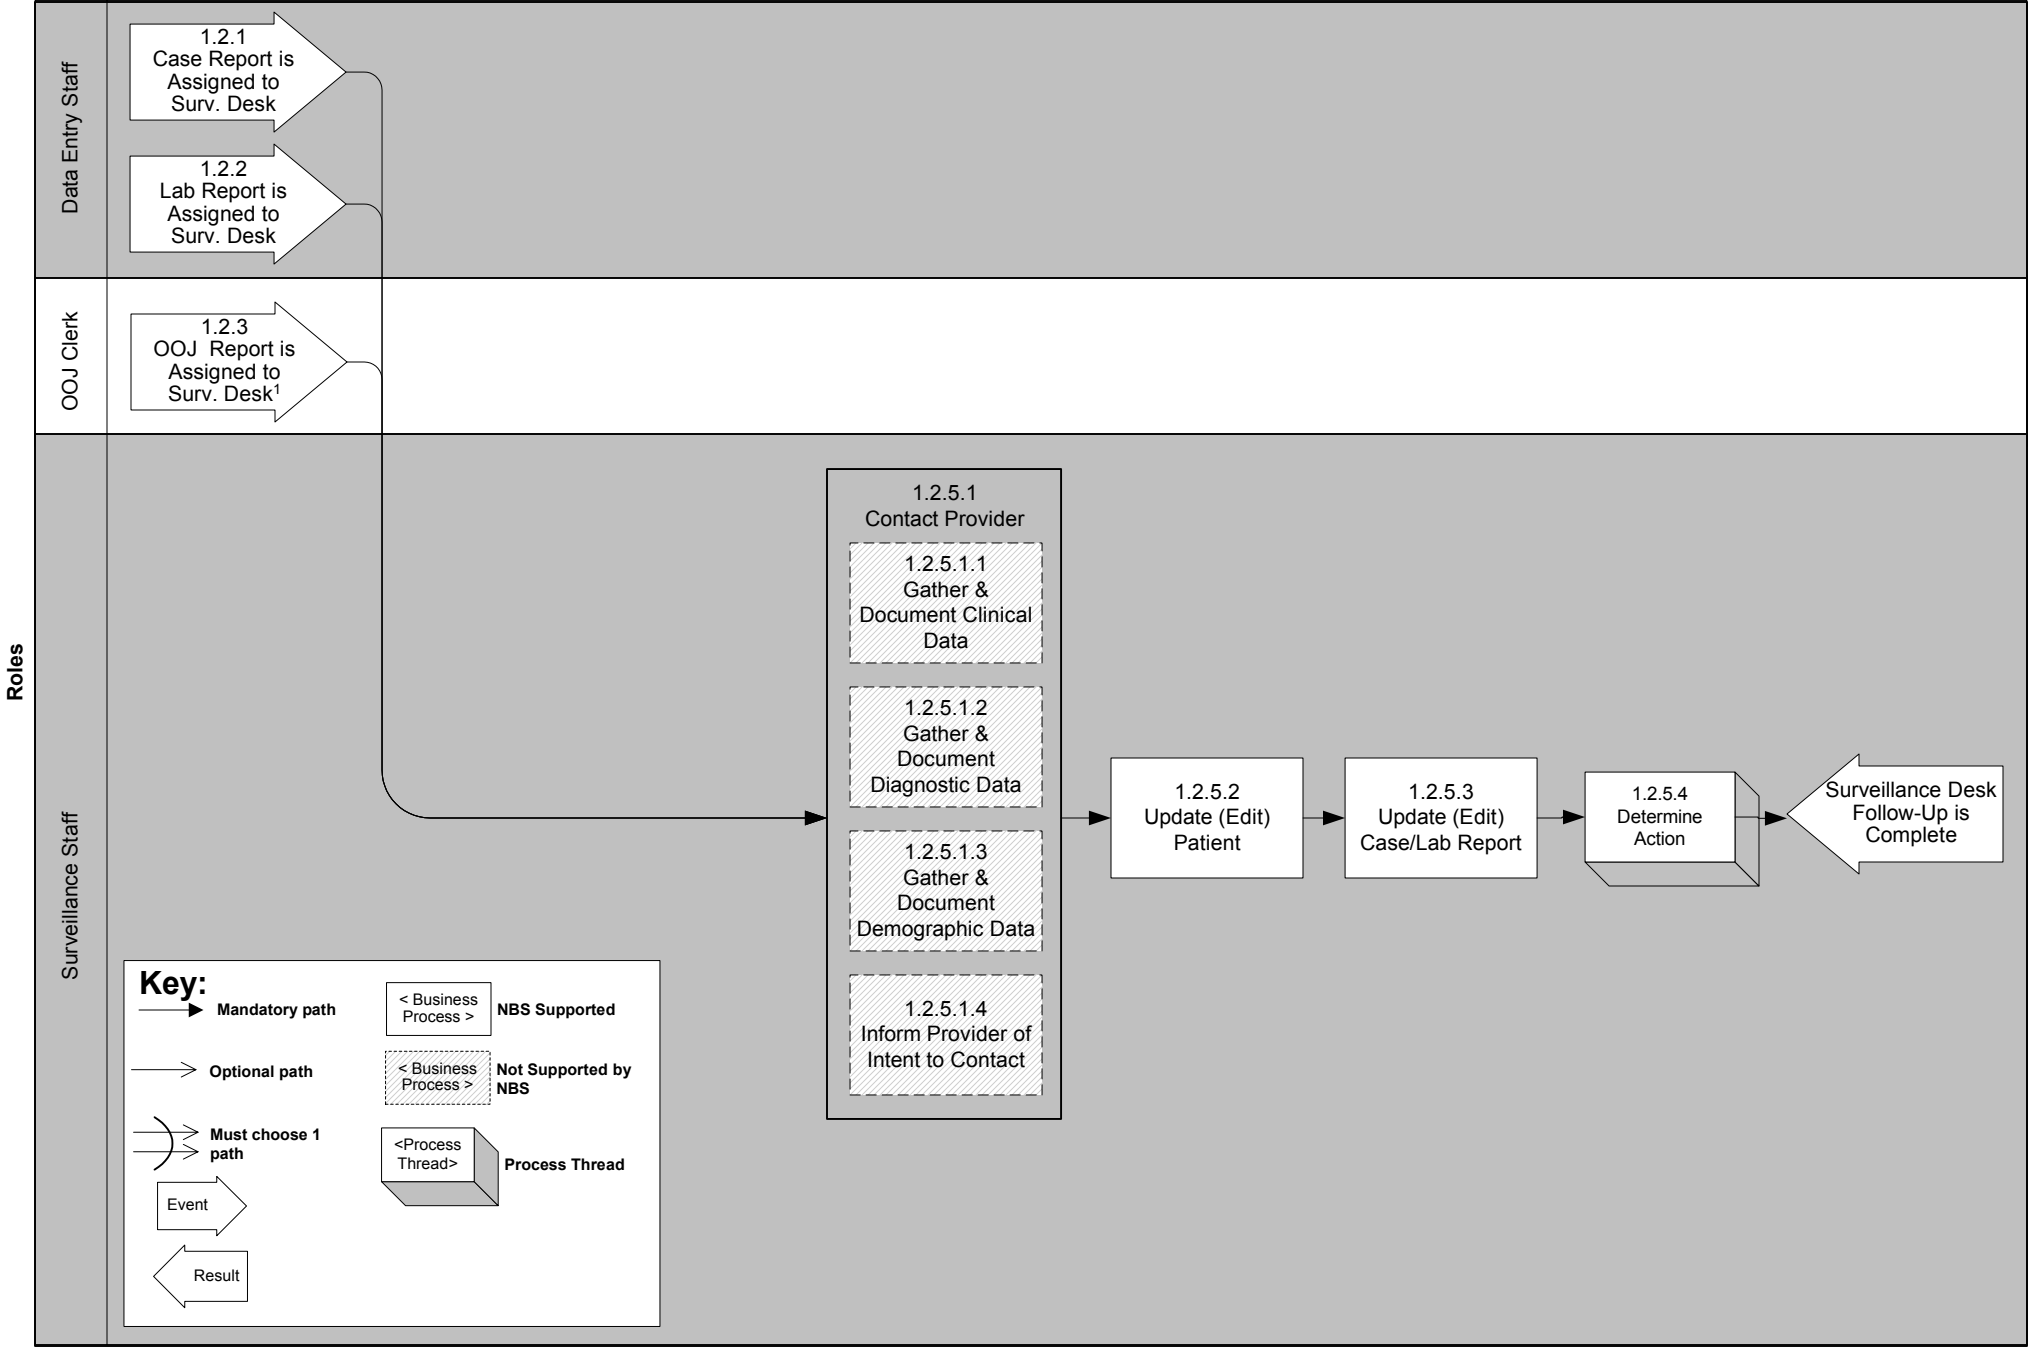 Roles
Data Entry Staff
1.2.1
Case Report is
Assigned to
Surv. Desk
1.2.2
Lab Report is
Assigned to
Surv. Desk
OOJ Clerk
1.2.3
OOJ Report is
Assigned to
Surv. Desk¹
Surveillance Staff
1.2.5.1
Contact Provider
1.2.5.1.1
Gather &
Document Clinical
Data
1.2.5.1.2
Gather &
Document
Diagnostic Data
1.2.5.1.3
Gather &
Document
Demographic Data
1.2.5.1.4
Inform Provider of
Intent to Contact
1.2.5.2
Update (Edit)
Patient
1.2.5.3
Update (Edit)
Case/Lab Report
1.2.5.4
Determine
Action
Surveillance Desk
Follow-Up is
Complete
Key:
Mandatory path
Optional path
Must choose 1
path
Event
Result
< Business
Process >
NBS Supported
< Business
Process >
Not Supported by
NBS
<Process
Thread>
Process Thread